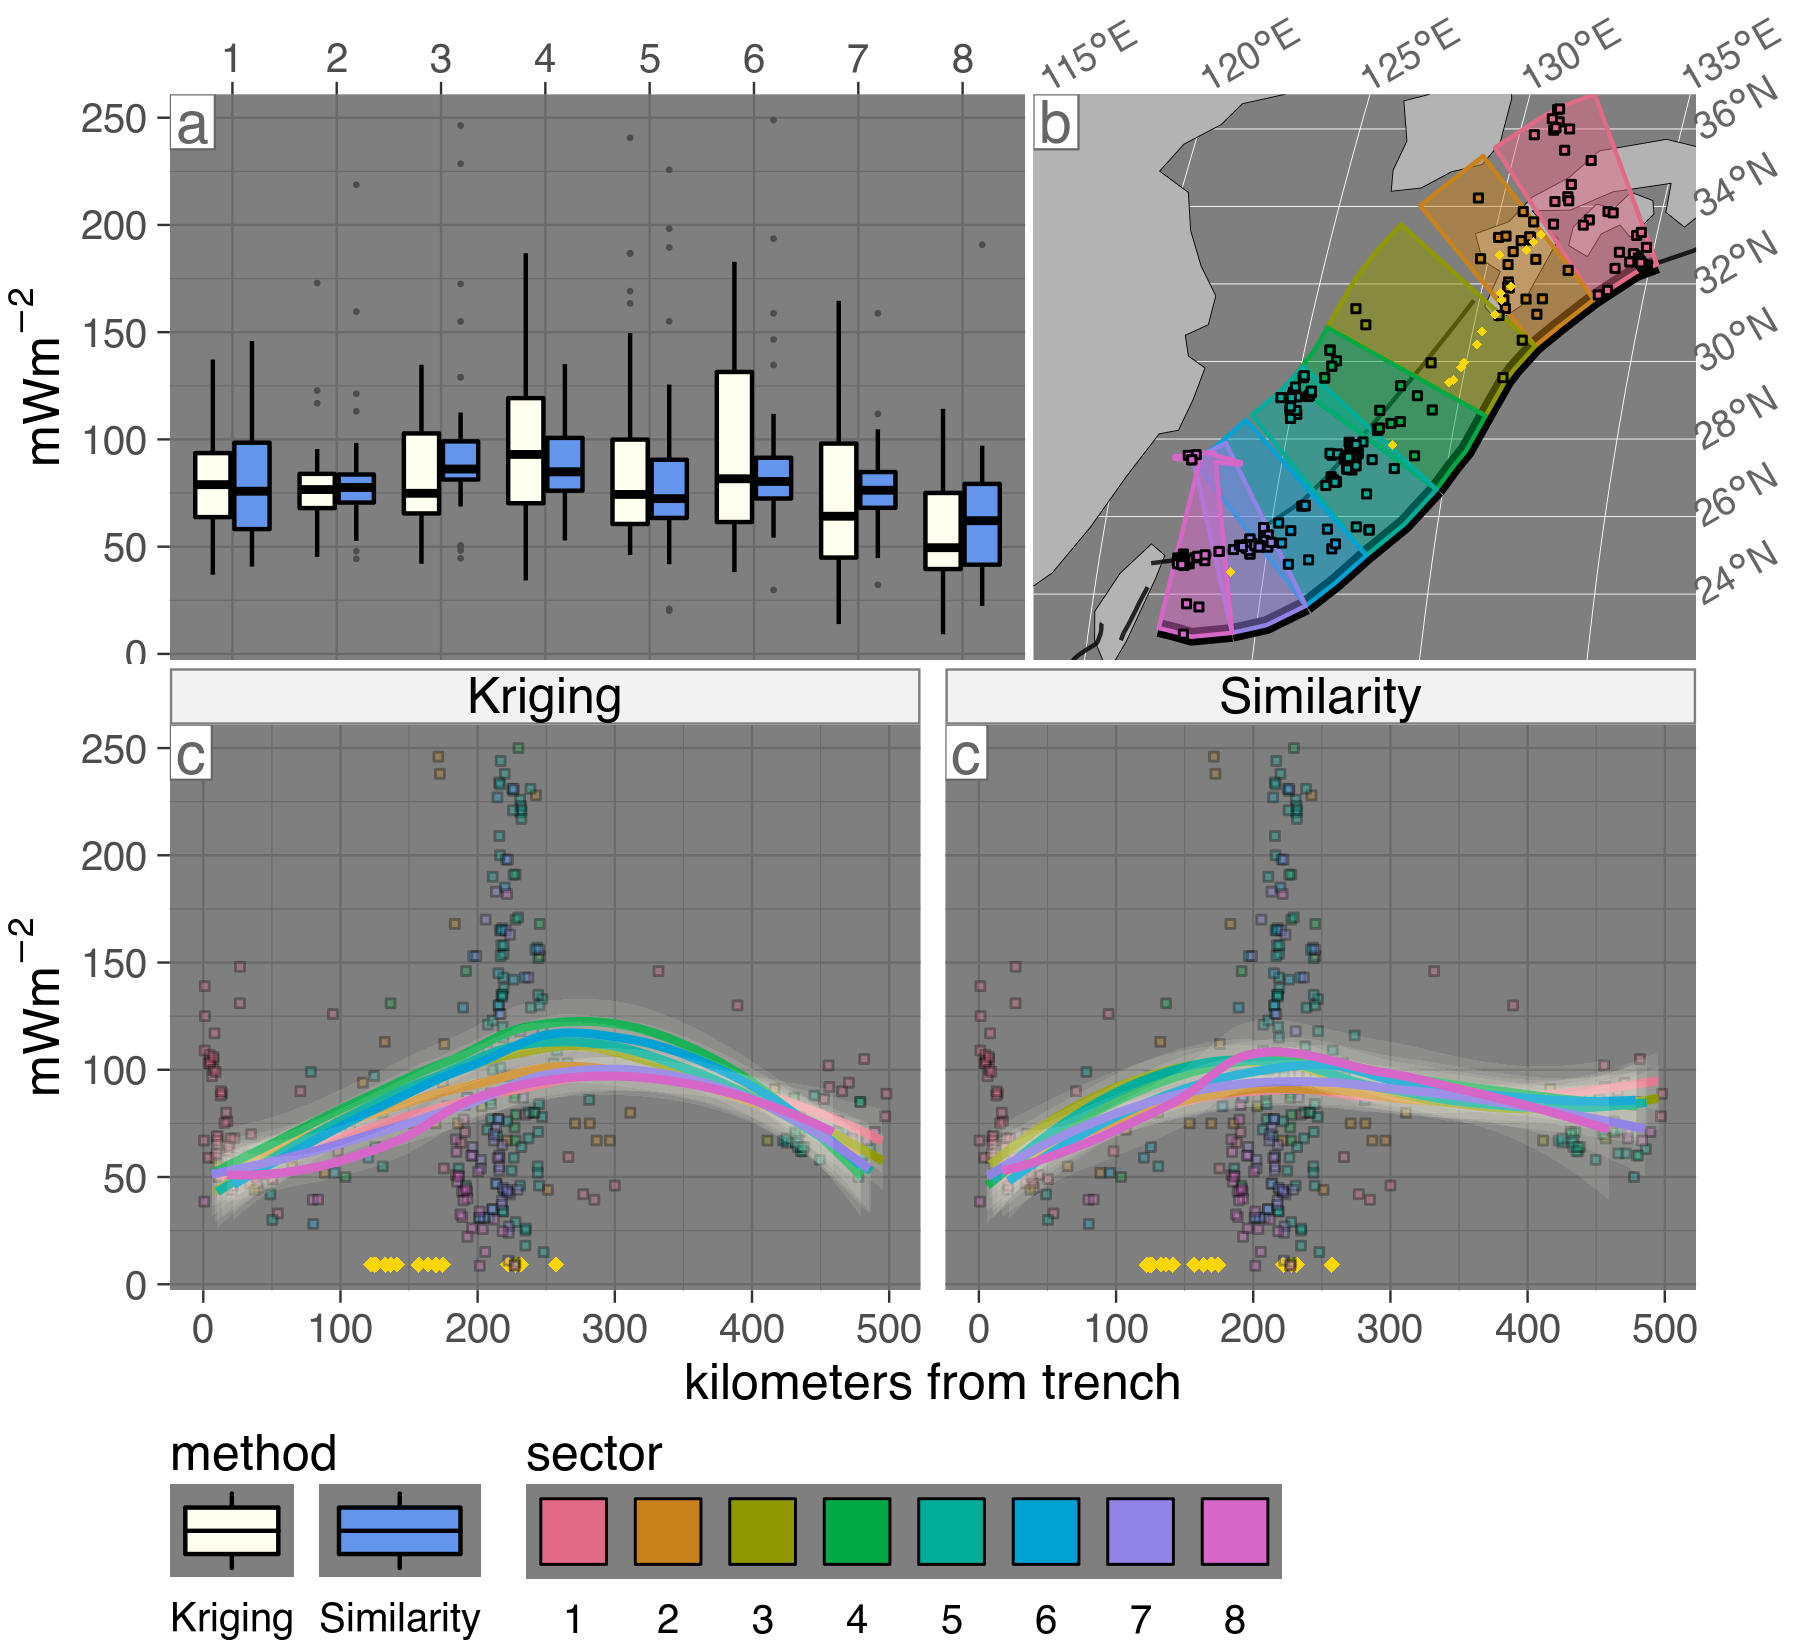 1 2 3 4 5 6 7 8
115°E 120°E 125°E 130°E 135°E
a
b
250
200
150
100
50
0
mWm−2
36°N
34°N
32°N
30°N
28°N
26°N
24°N
Kriging
Similarity
c
c
250
200
150
100
50
0
mWm−2
0 100 200 300 400 500
0 100 200 300 400 500
kilometers from trench
method
sector
Kriging Similarity
1 2 3 4 5 6 7 8